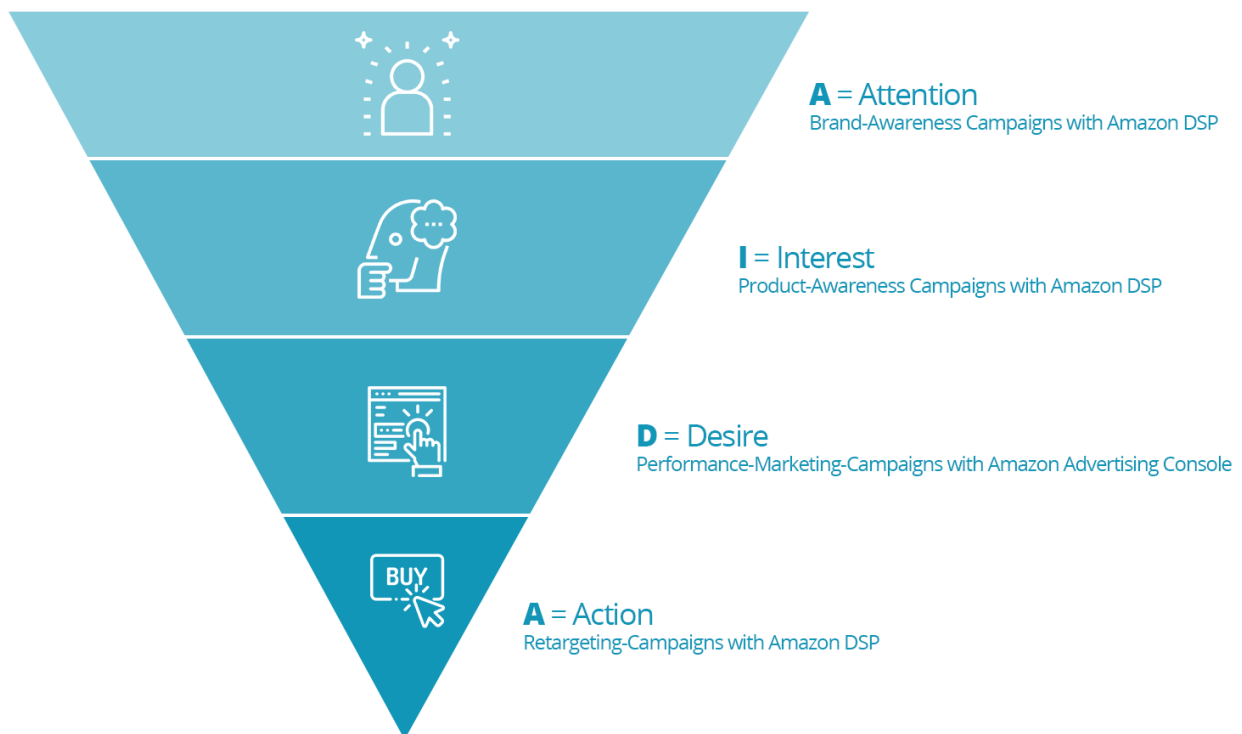 A = Attention
Brand-Awareness Campaigns with Amazon DSP
I = Interest
Product-Awareness Campaigns with Amazon DSP
D = Desire
Performance-Marketing-Campaigns with Amazon Advertising Console
BUY
A = Action
Retargeting-Campaigns with Amazon DSP